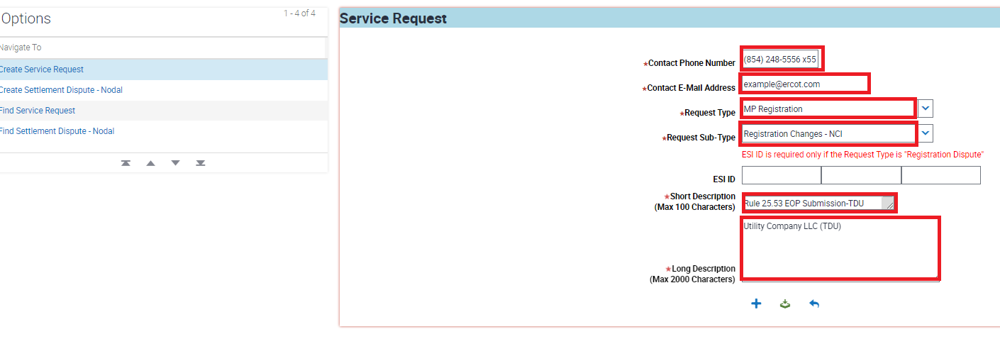 Options
1 - 4 of 4
Navigate To
Create Service Request
Create Settlement Dispute - Nodal
Find Service Request
Find Settlement Dispute - Nodal
Service Request
★Contact Phone Number
(854) 248-5556 x55
★Contact E-Mail Address
example@ercot.com
★Request Type
MP Registration
★Request Sub-Type
Registration Changes - NCI
ESI ID is required only if the Request Type is "Registration Dispute"
ESI ID
★Short Description
(Max 100 Characters)
Rule 25.53 EOP Submission-TDU
Utility Company LLC (TDU)
★Long Description
(Max 2000 Characters)